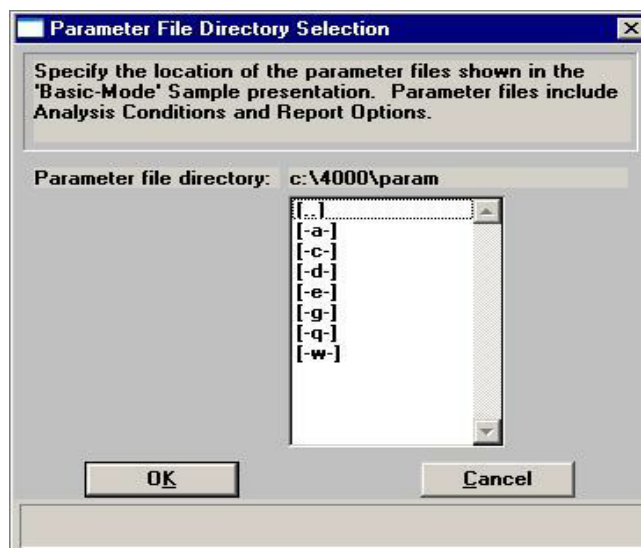 Parameter File Directory Selection
Specify the location of the parameter files shown in the
'Basic-Mode' Sample presentation. Parameter files include
Analysis Conditions and Report Options.
Parameter file directory: c:\4000\param
[..]
[-a-]
[-c-]
[-d-]
[-e-]
[-g-]
[-q-]
[-w-]
OK Cancel